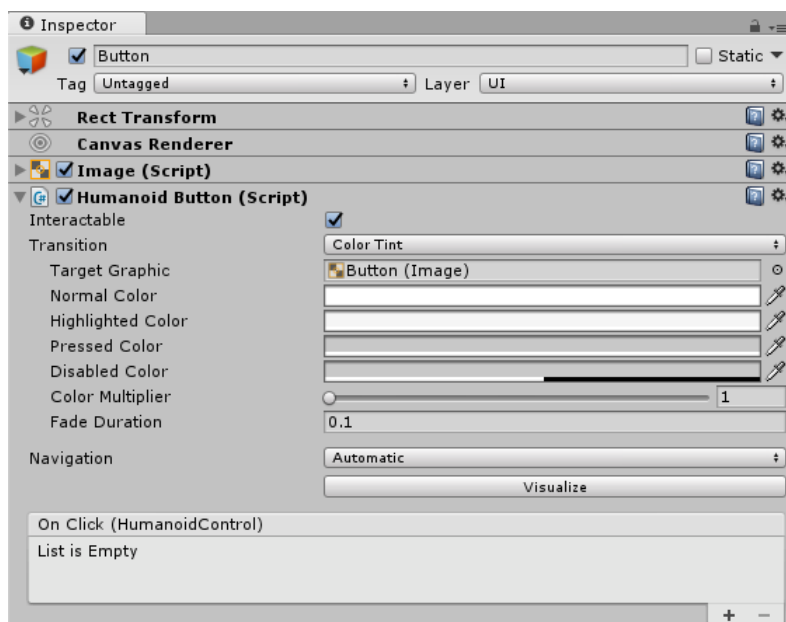 Inspector
Button Static
Tag Untagged Layer UI
Rect Transform
Canvas Renderer
Image (Script)
Humanoid Button (Script)
Interactable
Transition Color Tint
Target Graphic Button (Image)
Normal Color
Highlighted Color
Pressed Color
Disabled Color
Color Multiplier 1
Fade Duration 0.1
Navigation Automatic
Visualize
On Click (HumanoidControl)
List is Empty